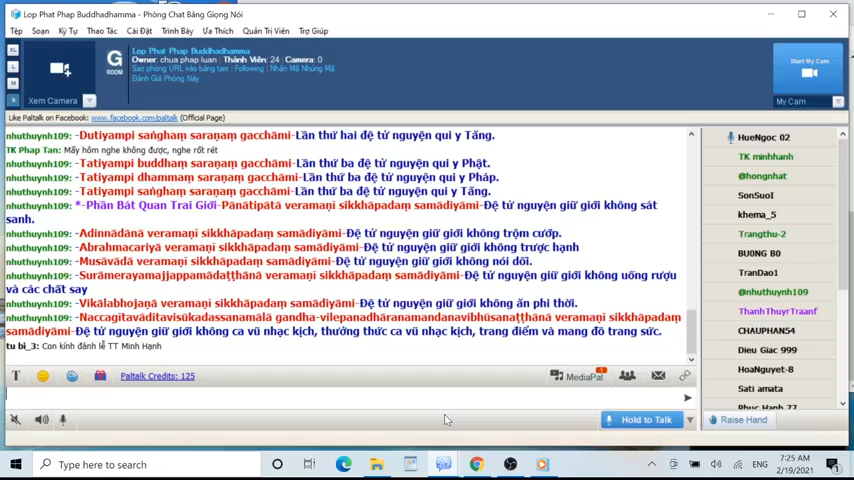 Lop Phat Phap Buddhadhamma - Phòng Chat Bằng Giọng Nói
Tệp Soạn Ký Tự Thao Tác Cài Đặt Trình Bày Ưa Thích Quản Trị Viên Trợ Giúp
XL
L
M
S
Xem Camera
G
ROOM
Lop Phat Phap Buddhadhamma
Owner: chua phap luan : Thành Viên: 24 : Camera: 0
Sao phòng URL vào bảng tạm | Following | Nhận Mã Nhúng Mã
Đánh Giá Phòng Này
Start My Cam
My Cam
Like Paltalk on Facebook: www.facebook.com/paltalk (Official Page)
nhuthuynh109: -Dutiyampi saṅghaṃ saraṇaṃ gacchāmi-Lần thứ hai đệ tử nguyện qui y Tăng.
TK Phap Tan: Mấy hôm nghe không được, nghe rốt rét
nhuthuynh109: -Tatiyampi buddhaṃ saraṇaṃ gacchāmi-Lần thứ ba đệ tử nguyện qui y Phật.
nhuthuynh109: -Tatiyampi dhammaṃ saraṇaṃ gacchāmi-Lần thứ ba đệ tử nguyện qui y Pháp.
nhuthuynh109: -Tatiyampi saṅghaṃ saraṇaṃ gacchāmi-Lần thứ ba đệ tử nguyện qui y Tăng.
nhuthuynh109: *-Phần Bát Quan Trai Giới-Pānātipātā veramaṇi sikkhāpadaṃ samādiyāmi-Đệ tử nguyện giữ giới không sát
sanh.
nhuthuynh109: -Adinnādānā veramaṇi sikkhāpadaṃ samādiyāmi-Đệ tử nguyện giữ giới không trộm cướp.
nhuthuynh109: -Abrahmacariyā veramaṇi sikkhāpadaṃ samādiyāmi-Đệ tử nguyện giữ giới không trược hạnh
nhuthuynh109: -Musāvādā veramaṇi sikkhāpadaṃ samādiyāmi-Đệ tử nguyện giữ giới không nói dối.
nhuthuynh109: -Surāmerayamajjappamādaṭṭhānā veramaṇi sikkhāpadaṃ samādiyāmi-Đệ tử nguyện giữ giới không uống rượu
và các chất say
nhuthuynh109: -Vikālabhojaṇā veramaṇi sikkhāpadaṃ samādiyāmi-Đệ tử nguyện giữ giới không ăn phi thời.
nhuthuynh109: -Naccagitavāditavisūkadassanamālā gandha-vilepanadhāranamandanavibhūsanaṭṭhānā veramaṇi sikkhāpadaṃ
samādiyāmi-Đệ tử nguyện giữ giới không ca vũ nhạc kịch, thưởng thức ca vũ nhạc kịch, trang điểm và mang đồ trang sức.
tu bi_3: Con kính đảnh lễ TT Minh Hạnh
HueNgoc 02
TK minhhanh
@hongnhat
SonSuoI
khema_5
Trangthu-2
BU0NG B0
TranDao1
@nhuthuynh109
ThanhThuyrTraanf
CHAUPHAN54
Dieu Giac 999
HoaNguyet-8
Sati amata
Phuc Hanh 77
T Paltalk Credits: 125 MediaPal 1
Hold to Talk Raise Hand
Type here to search
ENG
7:25 AM
2/19/2021
1